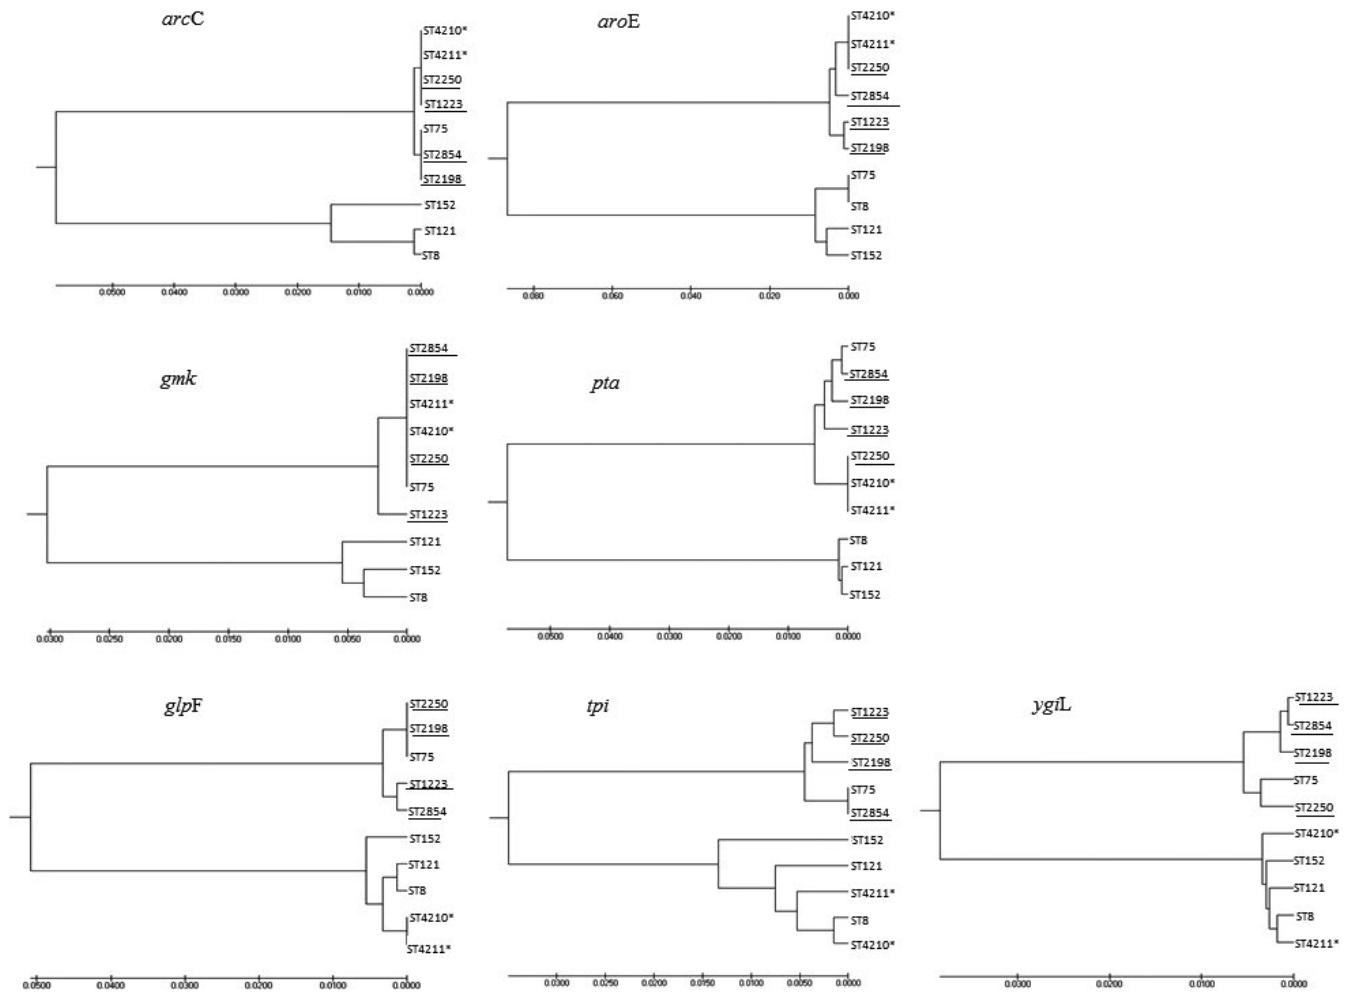 arcC
ST4210*
ST4211*
ST2250
ST1223
ST75
ST2854
ST2198
ST152
ST121
ST8
0.0500 0.0400 0.0300 0.0200 0.0100 0.0000
aroE
ST4210*
ST4211*
ST2250
ST2854
ST1223
ST2198
ST75
ST8
ST121
ST152
0.080 0.060 0.040 0.020 0.000
gmk
ST2854
ST2198
ST4211*
ST4210*
ST2250
ST75
ST1223
ST121
ST152
ST8
0.0300 0.0250 0.0200 0.0150 0.0100 0.0050 0.0000
pta
ST75
ST2854
ST2198
ST1223
ST2250
ST4210*
ST4211*
ST8
ST121
ST152
0.0500 0.0400 0.0300 0.0200 0.0100 0.0000
glpF
ST2250
ST2198
ST75
ST1223
ST2854
ST152
ST121
ST8
ST4210*
ST4211*
0.0500 0.0400 0.0300 0.0200 0.0100 0.0000
tpi
ST1223
ST2250
ST2198
ST75
ST2854
ST152
ST121
ST4211*
ST8
ST4210*
0.0300 0.0250 0.0200 0.0150 0.0100 0.0050 0.0000
ygiL
ST1223
ST2854
ST2198
ST75
ST2250
ST4210*
ST152
ST121
ST8
ST4211*
0.0300 0.0200 0.0100 0.0000